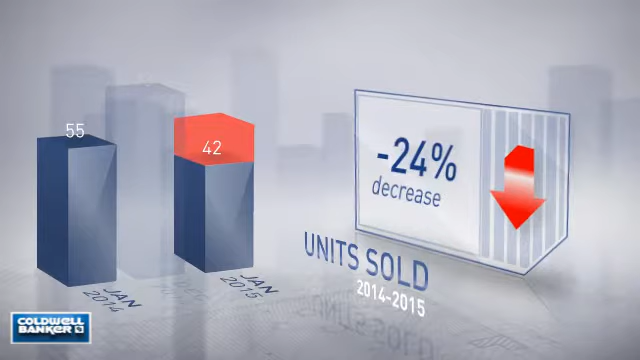 55
42
JAN
2014
JAN
2015
-24%
decrease
UNITS SOLD
2014-2015
COLDWELL
BANKER